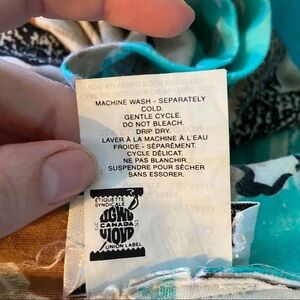 MACHINE WASH - SEPARATELY
COLD.
GENTLE CYCLE.
DO NOT BLEACH.
DRIP DRY.
LAVER À LA MACHINE À L'EAU
FROIDE - SÉPARÉMENT.
CYCLE DÉLICAT.
NE PAS BLANCHIR.
SUSPENDRE POUR SÉCHER
SANS ESSORER.
ÉTIQUETTE
SYNDICALE
CANADA
UNION LABEL